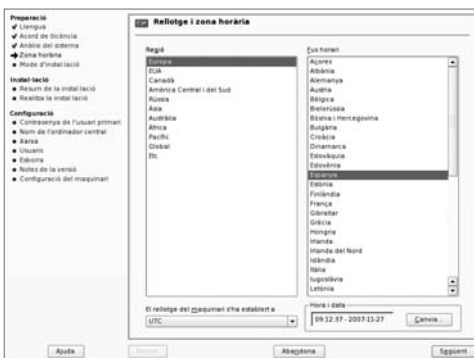 Preparació
Llengua
Acord de llicència
Anàlisi del sistema
Zona horària
Mode d'instal·lació
Instal·lació
Resum de la instal·lació
Realitza la instal·lació
Configuració
Contrasenya de l'usuari primari
Nom de l'ordinador central
Xarxa
Usuaris
Esborra
Notes de la versió
Configuració del maquinari
Rellotge i zona horària
Regió
Europa
EUA
Canadà
Amèrica Central i del Sud
Rússia
Àsia
Austràlia
Àfrica
Pacífic
Global
Etc
Fus horari
Açores
Albània
Alemanya
Àustria
Bèlgica
Bielorússia
Bòsnia i Hercegovina
Bulgària
Croàcia
Dinamarca
Eslovàquia
Eslovènia
Espanya
Estònia
Finlàndia
França
Gibraltar
Grècia
Hongria
Irlanda
Irlanda del Nord
Islàndia
Itàlia
Iugoslàvia
Letònia
El rellotge del maquinari s'ha establert a
UTC
Hora i data
09:12:37 - 2007-11-27
Canvia...
Ajuda
Abandona
Següent